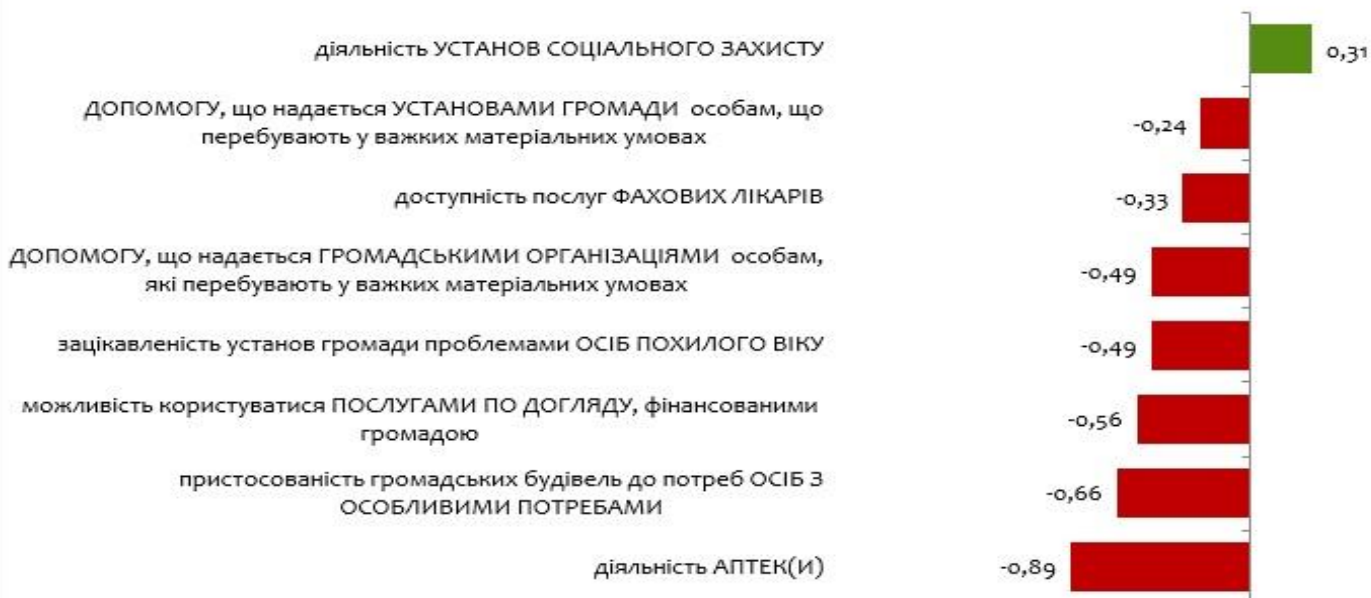 діяльність УСТАНОВ СОЦІАЛЬНОГО ЗАХИСТУ
0,31
ДОПОМОГУ, що надається УСТАНОВАМИ ГРОМАДИ особам, що
перебувають у важких матеріальних умовах
-0,24
доступність послуг ФАХОВИХ ЛІКАРІВ
-0,33
ДОПОМОГУ, що надається ГРОМАДСЬКИМИ ОРГАНІЗАЦІЯМИ особам,
які перебувають у важких матеріальних умовах
-0,49
зацікавленість установ громади проблемами ОСІБ ПОХИЛОГО ВІКУ
-0,49
можливість користуватися ПОСЛУГАМИ ПО ДОГЛЯДУ, фінансованими
громадою
-0,56
пристосованість громадських будівель до потреб ОСІБ З
ОСОБЛИВИМИ ПОТРЕБАМИ
-0,66
діяльність АПТЕК(И)
-0,89